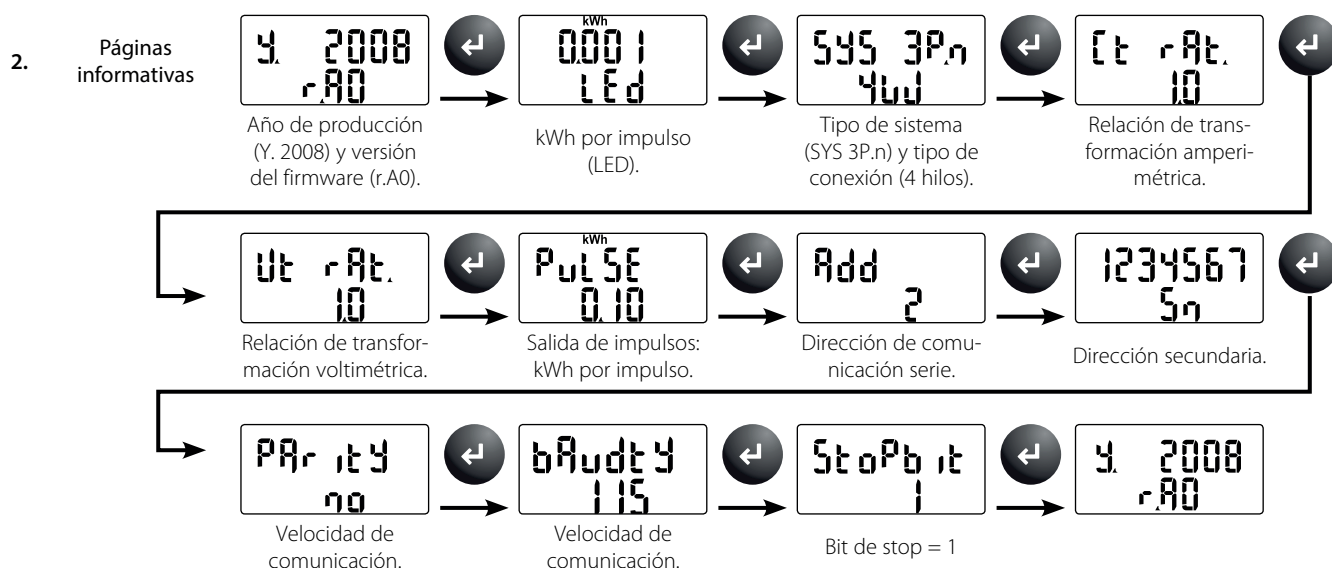 2.
Páginas
informativas
Y. 2008
r.A0
kWh
0.001
LEd
SYS 3P.n
4W
Ct rAt.
1.0
Año de producción
(Y. 2008) y versión
del firmware (r.A0).
kWh por impulso
(LED).
Tipo de sistema
(SYS 3P.n) y tipo de
conexión (4 hilos).
Relación de trans-
formación amperi-
métrica.
Ut rAt.
1.0
kWh
PuLSE
0.10
Add
2
1234567
Sn
Relación de transfor-
mación voltimétrica.
Salida de impulsos:
kWh por impulso.
Dirección de comu-
nicación serie.
Dirección secundaria.
PAritY
no
bAudtY
115
StoPbit
1
Y. 2008
r.A0
Velocidad de
comunicación.
Velocidad de
comunicación.
Bit de stop = 1